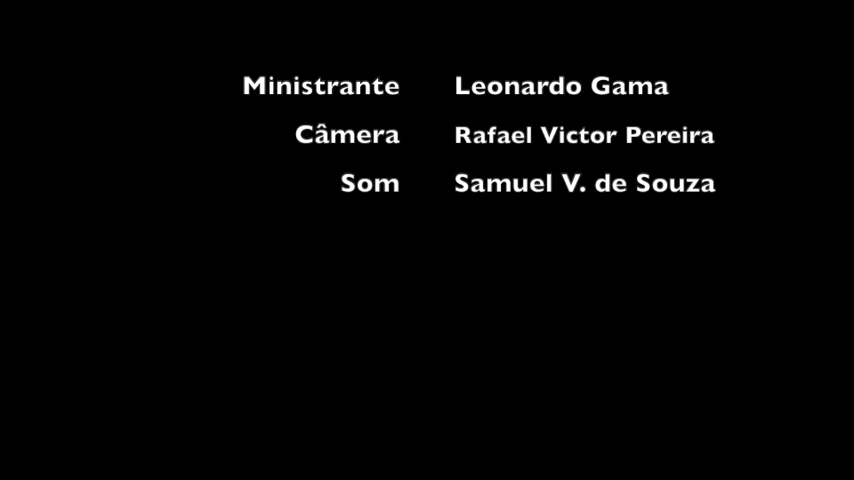 Ministrante Leonardo Gama
Câmera Rafael Victor Pereira
Som Samuel V. de Souza